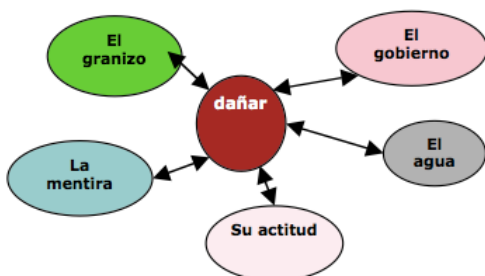 El
granizo
El
gobierno
dañar
La
mentira
El
agua
Su actitud